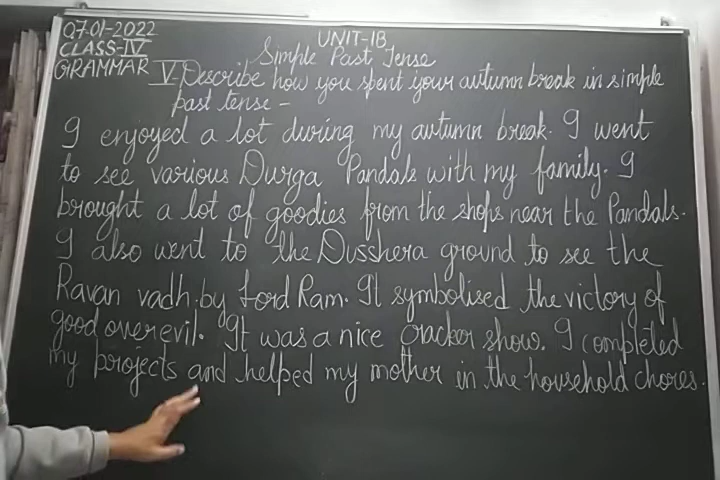 07-01-2022
CLASS-IV
GRAMMAR
UNIT-1B
Simple Past Tense
V-Describe how you spent your autumn break in simple
past tense -
I enjoyed a lot during my autumn break. I went
to see various Durga Pandals with my family. I
brought a lot of goodies from the shops near the Pandals.
I also went to the Dusshera ground to see the
Ravan vadh by Lord Ram. It symbolised the victory of
good over evil. It was a nice cracker show. I completed
my projects and helped my mother in the household chores.